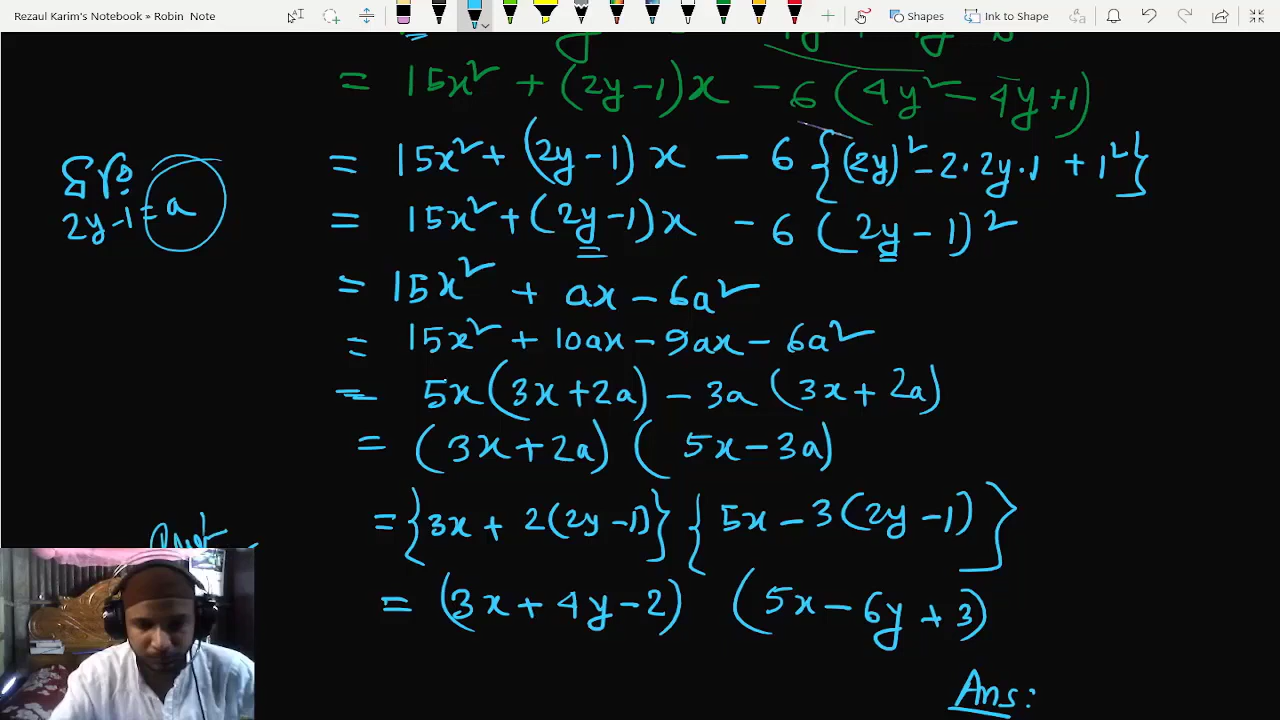 Rezaul Karim's Notebook » Robin Note
Shapes
Ink to Shape
= 15x² + (2y-1)x - 6 (4y² - 4y+1)
= 15x² + (2y-1) x - 6 {(2y)² - 2·2y·1 + 1²}
ধরি
2y-1 = a
= 15x² + (2y-1)x - 6 (2y-1)²
= 15x² + ax - 6a²
= 15x² + 10ax - 9ax - 6a²
= 5x (3x+2a) - 3a (3x+2a)
= (3x+2a) (5x-3a)
= {3x + 2(2y-1)} {5x - 3(2y-1)}
= (3x+4y-2) (5x-6y+3)
Ans: